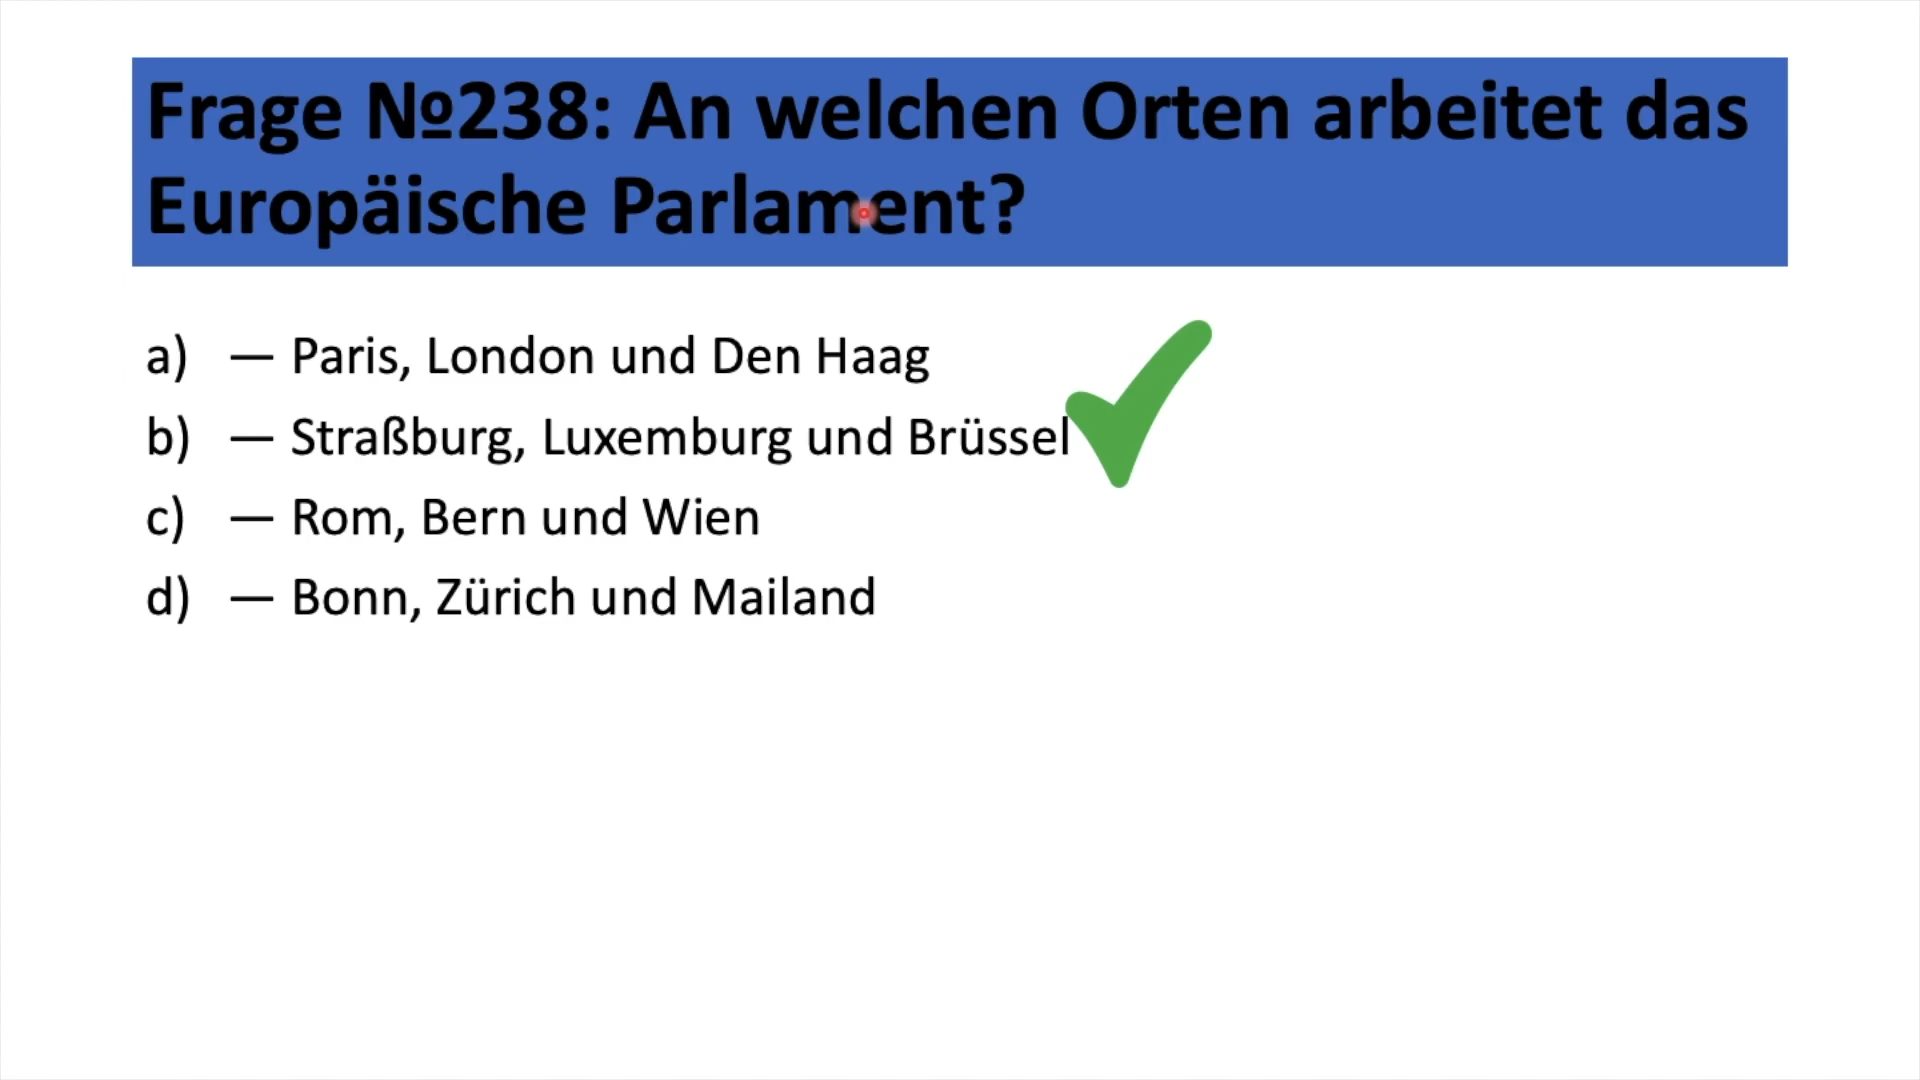 Frage №238: An welchen Orten arbeitet das
Europäische Parlament?
a) — Paris, London und Den Haag
b) — Straßburg, Luxemburg und Brüssel
c) — Rom, Bern und Wien
d) — Bonn, Zürich und Mailand